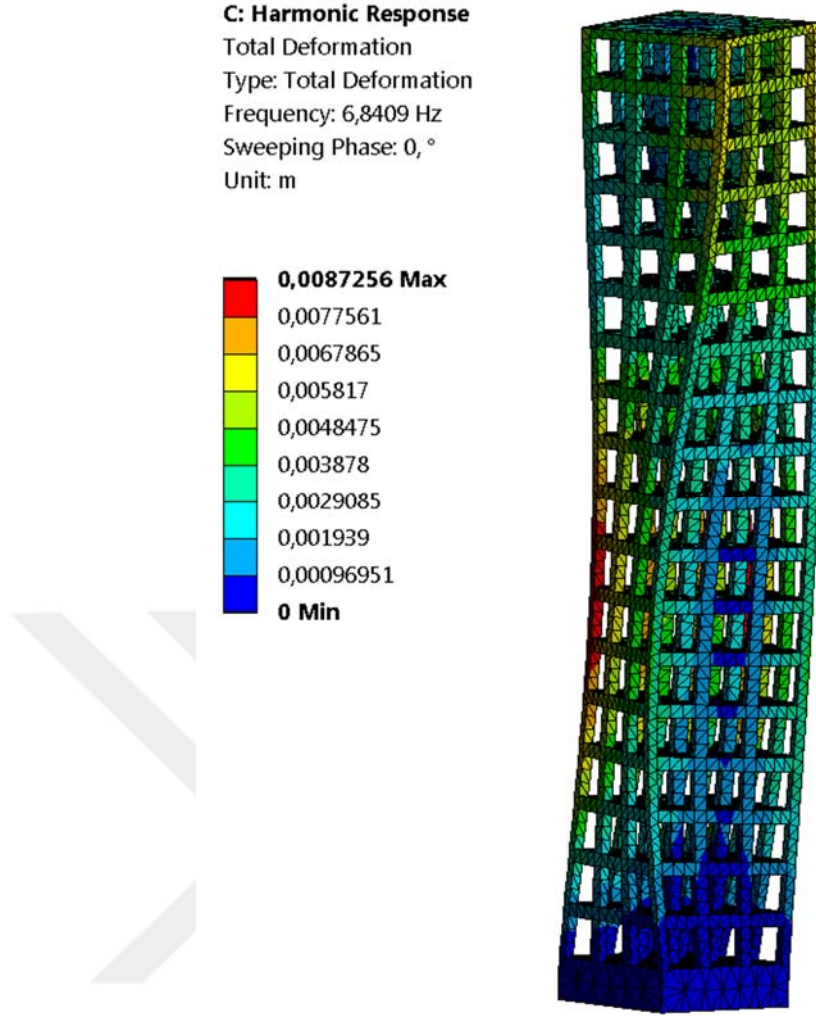 C: Harmonic Response
Total Deformation
Type: Total Deformation
Frequency: 6,8409 Hz
Sweeping Phase: 0, °
Unit: m
0,0087256 Max
0,0077561
0,0067865
0,005817
0,0048475
0,003878
0,0029085
0,001939
0,00096951
0 Min